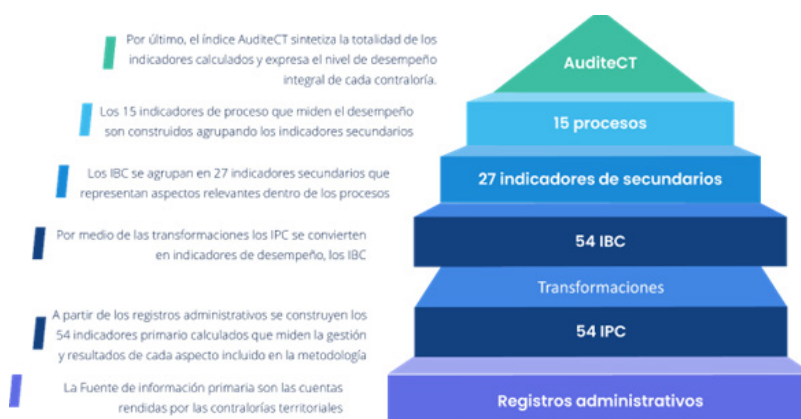 Por último, el índice AuditeCT sintetiza la totalidad de los
indicadores calculados y expresa el nivel de desempeño
integral de cada contraloría.
AuditeCT
Los 15 indicadores de proceso que miden el desempeño
son construidos agrupando los indicadores secundarios
15 procesos
Los IBC se agrupan en 27 indicadores secundarios que
representan aspectos relevantes dentro de los procesos
27 indicadores de secundarios
Por medio de las transformaciones los IPC se convierten
en indicadores de desempeño, los IBC
54 IBC
Transformaciones
A partir de los registros administrativos se construyen los
54 indicadores primario calculados que miden la gestión
y resultados de cada aspecto incluido en la metodología
54 IPC
La Fuente de información primaria son las cuentas
rendidas por las contralorías territoriales
Registros administrativos